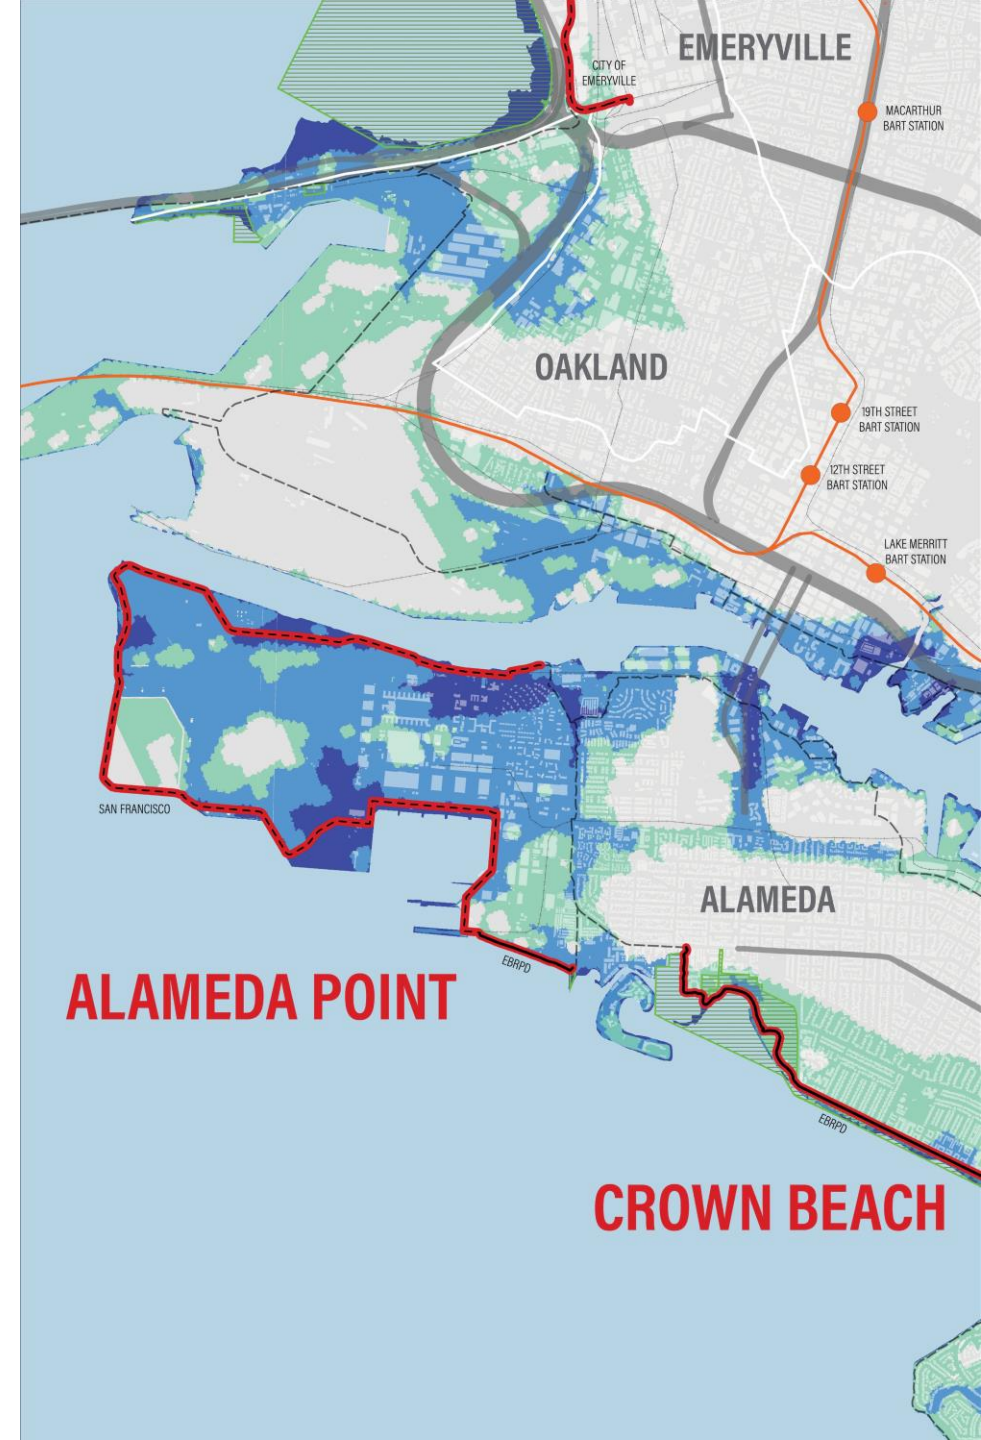 EMERYVILLE
CITY OF
EMERYVILLE
MACARTHUR
BART STATION
OAKLAND
19TH STREET
BART STATION
12TH STREET
BART STATION
LAKE MERRITT
BART STATION
SAN FRANCISCO
ALAMEDA
EBRPD
ALAMEDA POINT
EBRPD
CROWN BEACH